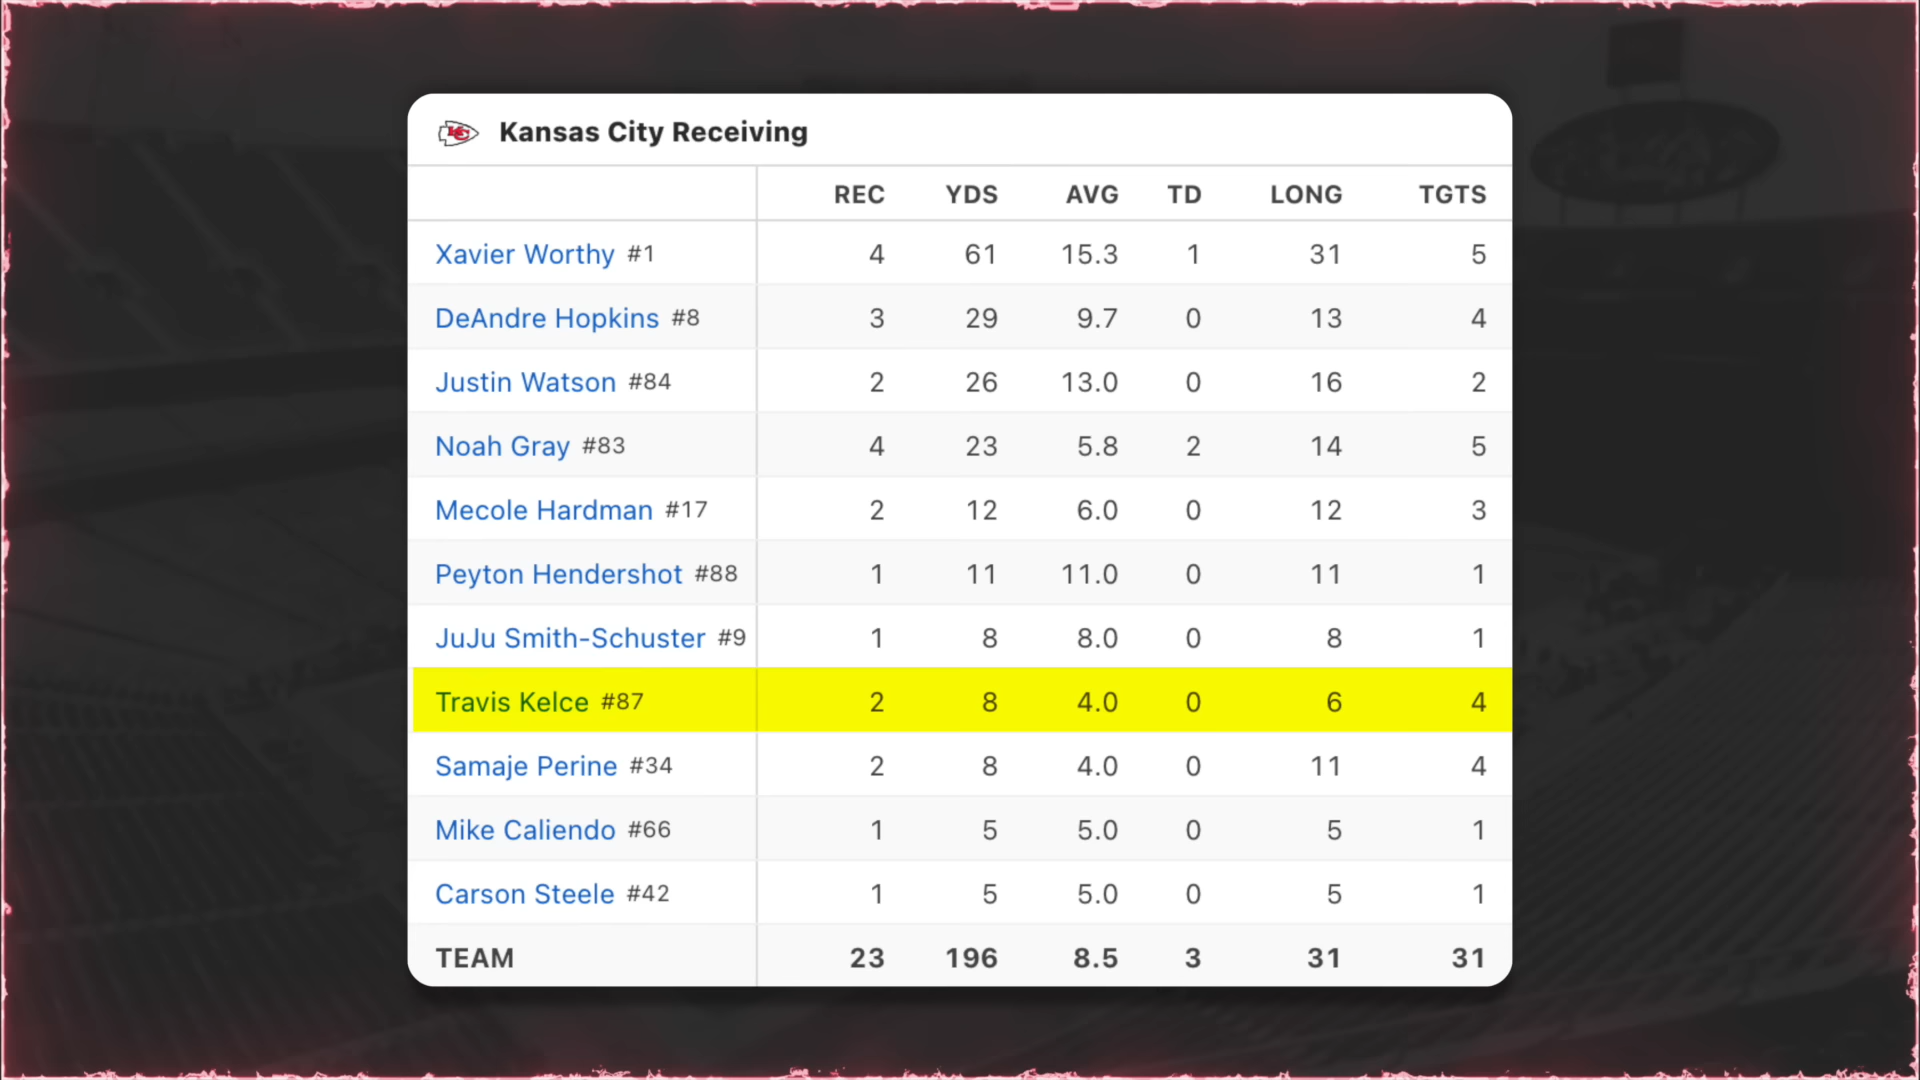 KC Kansas City Receiving
REC YDS AVG TD LONG TGTS
Xavier Worthy #1 4 61 15.3 1 31 5
DeAndre Hopkins #8 3 29 9.7 0 13 4
Justin Watson #84 2 26 13.0 0 16 2
Noah Gray #83 4 23 5.8 2 14 5
Mecole Hardman #17 2 12 6.0 0 12 3
Peyton Hendershot #88 1 11 11.0 0 11 1
JuJu Smith-Schuster #9 1 8 8.0 0 8 1
Travis Kelce #87 2 8 4.0 0 6 4
Samaje Perine #34 2 8 4.0 0 11 4
Mike Caliendo #66 1 5 5.0 0 5 1
Carson Steele #42 1 5 5.0 0 5 1
TEAM 23 196 8.5 3 31 31